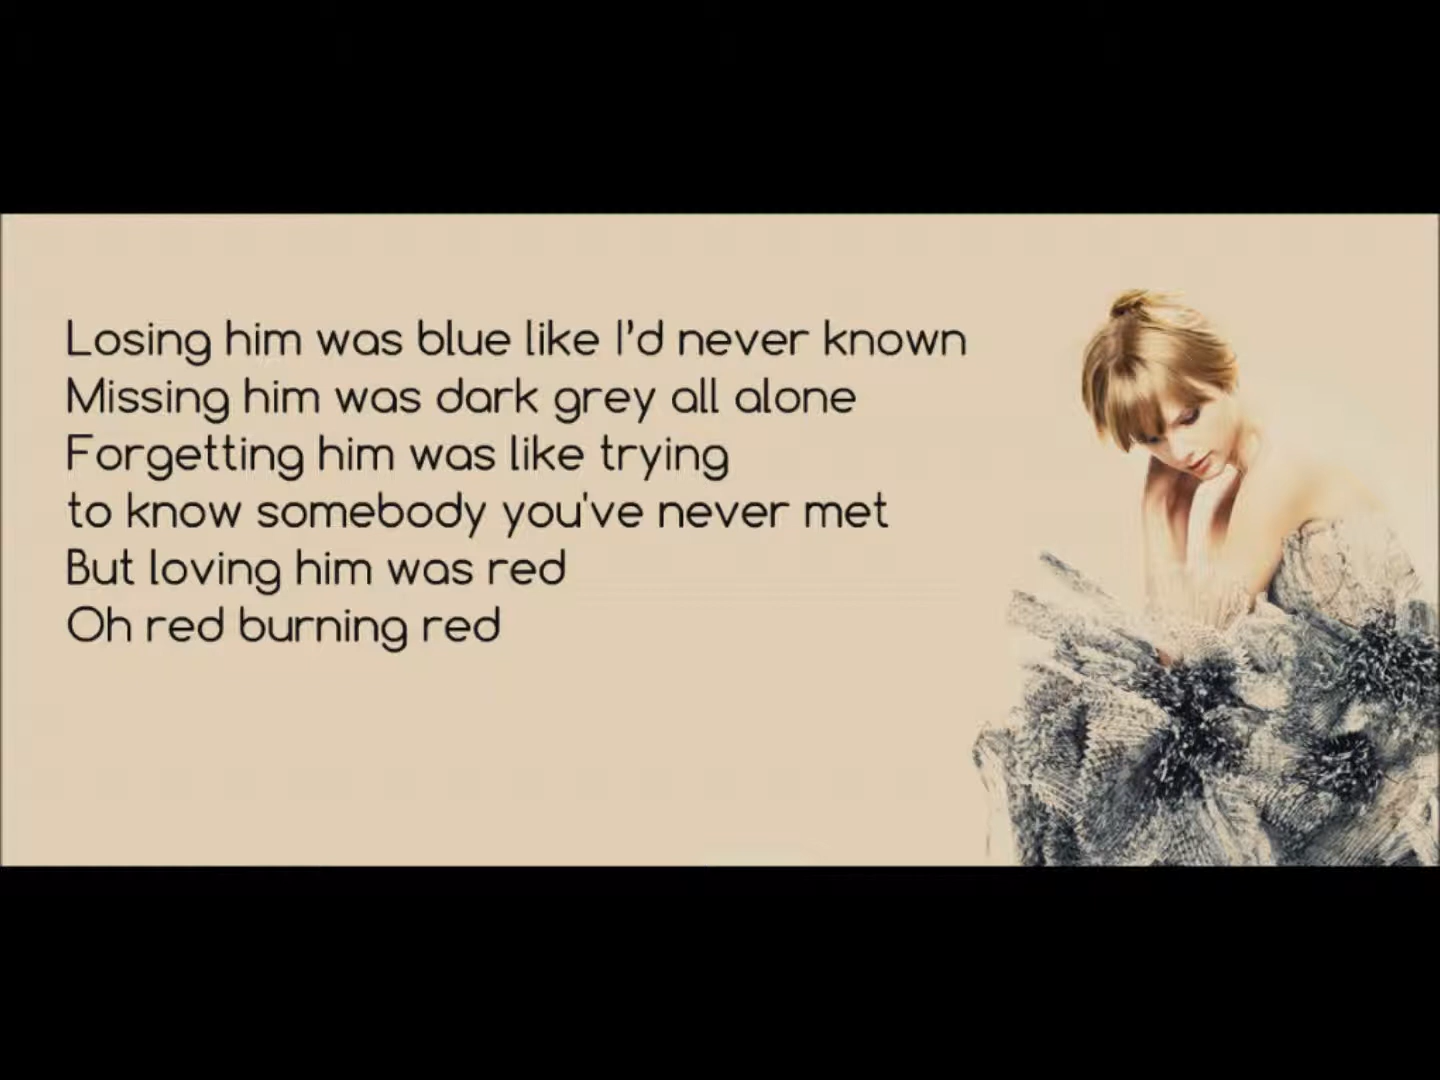 Losing him was blue like I’d never known
Missing him was dark grey all alone
Forgetting him was like trying
to know somebody you've never met
But loving him was red
Oh red burning red